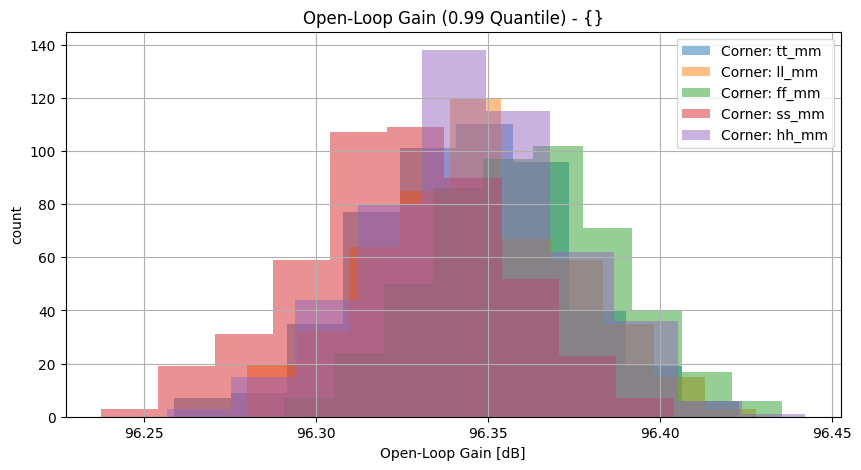 Open-Loop Gain (0.99 Quantile) - {}
140
120
100
80
60
40
20
0
count
Corner: tt_mm
Corner: ll_mm
Corner: ff_mm
Corner: ss_mm
Corner: hh_mm
96.25
96.30
96.35
96.40
96.45
Open-Loop Gain [dB]